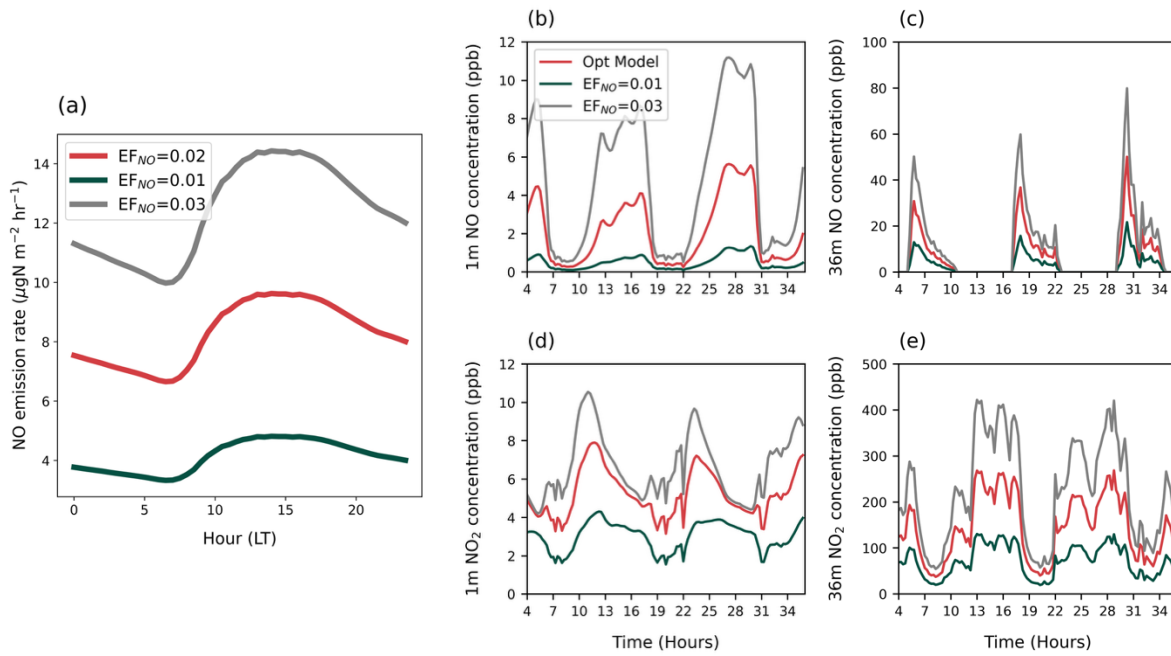 (a)
NO emission rate (μgN m⁻² hr⁻¹)
14
12
10
8
6
4
EF_NO=0.02
EF_NO=0.01
EF_NO=0.03
0 5 10 15 20
Hour (LT)
(b)
1m NO concentration (ppb)
12
10
8
6
4
2
0
Opt Model
EF_NO=0.01
EF_NO=0.03
4 7 10 13 16 19 22 25 28 31 34
(c)
36m NO concentration (ppb)
100
80
60
40
20
0
4 7 10 13 16 19 22 25 28 31 34
(d)
1m NO₂ concentration (ppb)
12
10
8
6
4
2
0
4 7 10 13 16 19 22 25 28 31 34
Time (Hours)
(e)
36m NO₂ concentration (ppb)
500
400
300
200
100
0
4 7 10 13 16 19 22 25 28 31 34
Time (Hours)